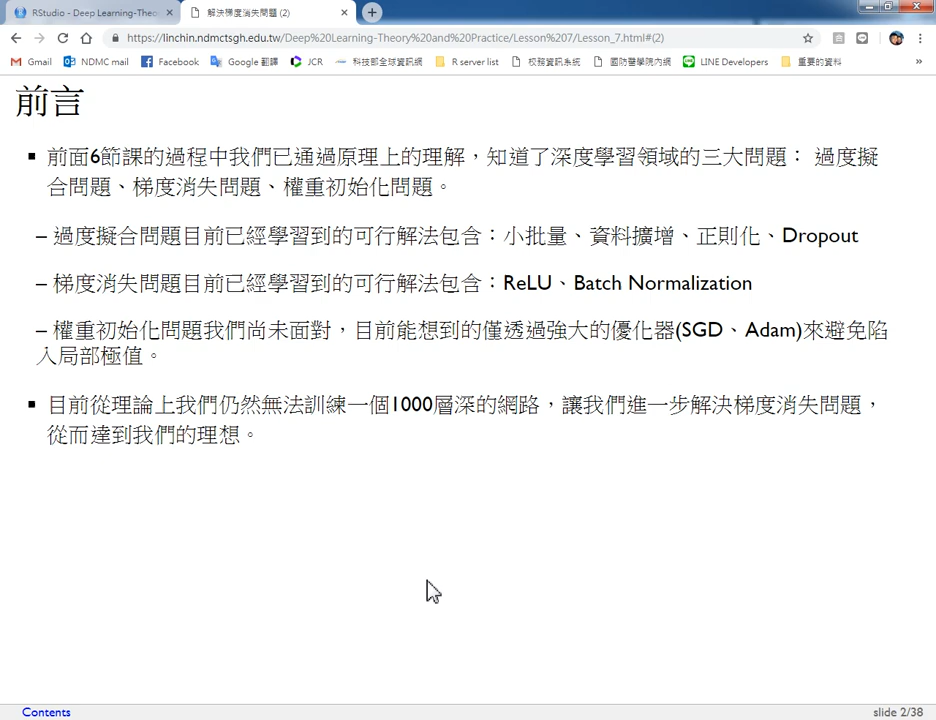 RStudio - Deep Learning-Theo
解決梯度消失問題 (2)
https://linchin.ndmctsgh.edu.tw/Deep%20Learning-Theory%20and%20Practice/Lesson%207/Lesson_7.html#(2)
Gmail NDMC mail Facebook Google 翻譯 JCR 科技部全球資訊網 R server list 校務資訊系統 國防醫學院內網 LINE Developers 重要的資料 »
前言
▪ 前面6節課的過程中我們已通過原理上的理解，知道了深度學習領域的三大問題： 過度擬
合問題、梯度消失問題、權重初始化問題。
– 過度擬合問題目前已經學習到的可行解法包含：小批量、資料擴增、正則化、Dropout
– 梯度消失問題目前已經學習到的可行解法包含：ReLU、Batch Normalization
– 權重初始化問題我們尚未面對，目前能想到的僅透過強大的優化器(SGD、Adam)來避免陷
入局部極值。
▪ 目前從理論上我們仍然無法訓練一個1000層深的網路，讓我們進一步解決梯度消失問題，
從而達到我們的理想。
Contents
slide 2/38